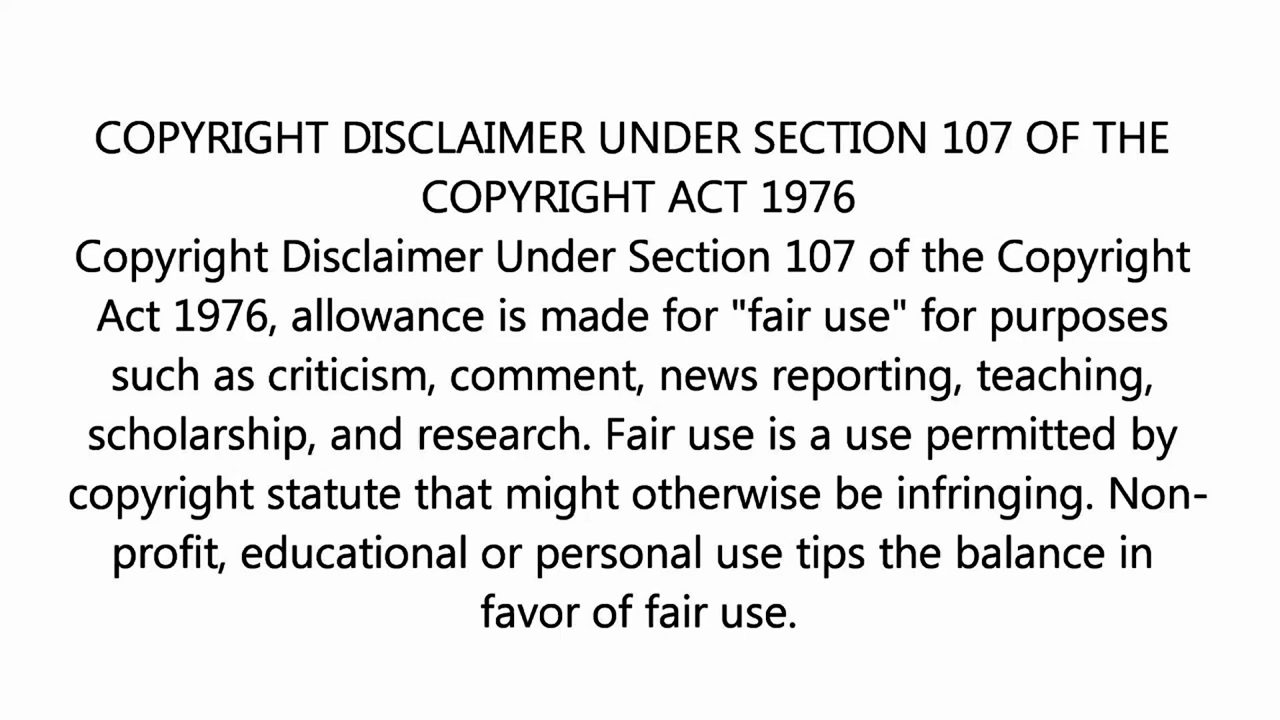 COPYRIGHT DISCLAIMER UNDER SECTION 107 OF THE
COPYRIGHT ACT 1976
Copyright Disclaimer Under Section 107 of the Copyright
Act 1976, allowance is made for "fair use" for purposes
such as criticism, comment, news reporting, teaching,
scholarship, and research. Fair use is a use permitted by
copyright statute that might otherwise be infringing. Non-
profit, educational or personal use tips the balance in
favor of fair use.